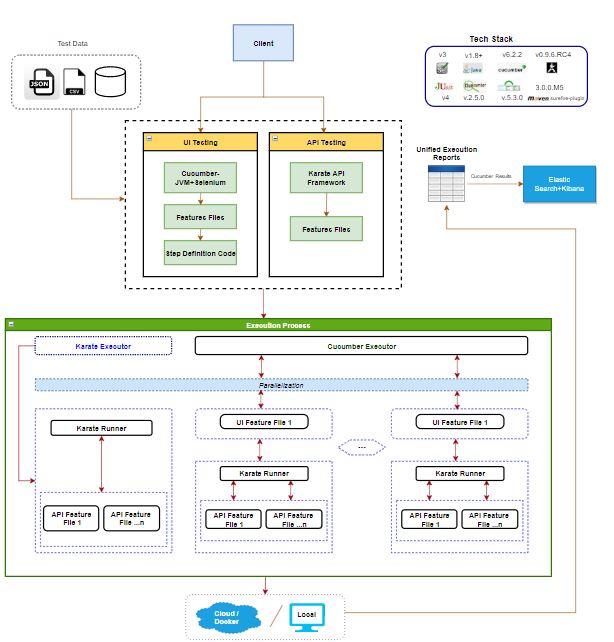 Test Data
JSON
CSV
Client
Tech Stack
v3
v1.8+
v6.2.2
v0.9.6.RC4
Java
cucumber
JUnit
3.0.0.M5
v4
v.2.5.0
v.5.3.0
maven surefire-plugin
UI Testing
API Testing
Cucumber-
JVM+Selenium
Features Files
Step Definition Code
Karate API
Framework
Features Files
Unified Execution
Reports
Cucumber Results
Elastic
Search+Kibana
Execution Process
Karate Executor
Cucumber Executor
Parallelization
Karate Runner
API Feature
File 1
API Feature
File ...n
UI Feature File 1
Karate Runner
API Feature
File 1
API Feature
File ...n
...
UI Feature File 1
Karate Runner
API Feature
File 1
API Feature
File ...n
Cloud /
Docker
Local